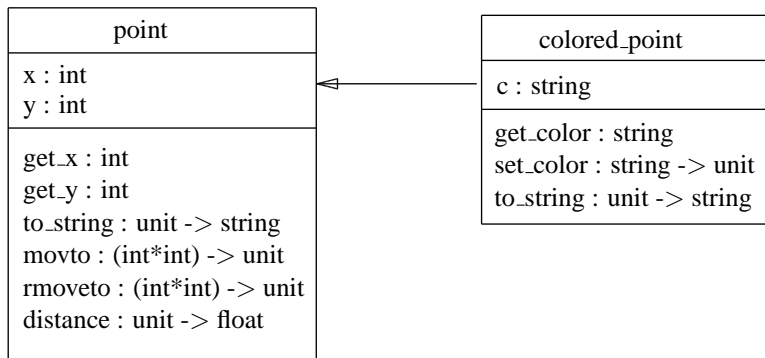 point
x : int
y : int
get_x : int
get_y : int
to_string : unit -> string
movto : (int*int) -> unit
rmoveto : (int*int) -> unit
distance : unit -> float
colored_point
c : string
get_color : string
set_color : string -> unit
to_string : unit -> string